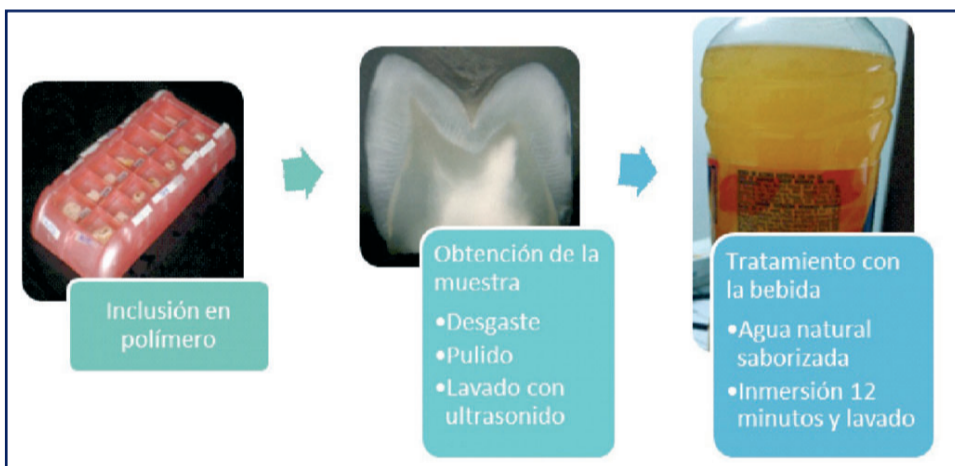 Inclusión en
polímero
Obtención de la
muestra
•Desgaste
•Pulido
•Lavado con
ultrasonido
Tratamiento con
la bebida
•Agua natural
saborizada
•Inmersión 12
minutos y lavado